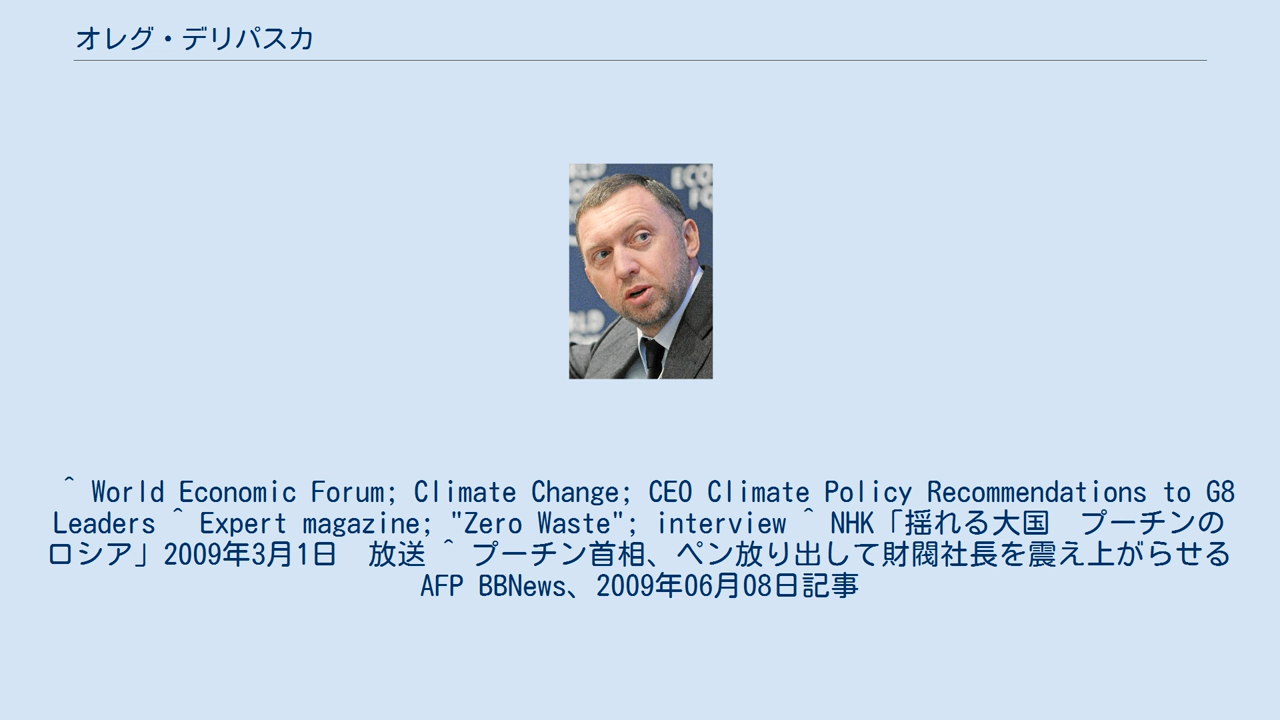 オレグ・デリパスカ
RLD
ECO
FO
RLD
^ World Economic Forum; Climate Change; CEO Climate Policy Recommendations to G8
Leaders ^ Expert magazine; "Zero Waste"; interview ^ NHK「揺れる大国　プーチンの
ロシア」2009年3月1日　放送 ^ プーチン首相、ペン放り出して財閥社長を震え上がらせる
AFP BBNews、2009年06月08日記事